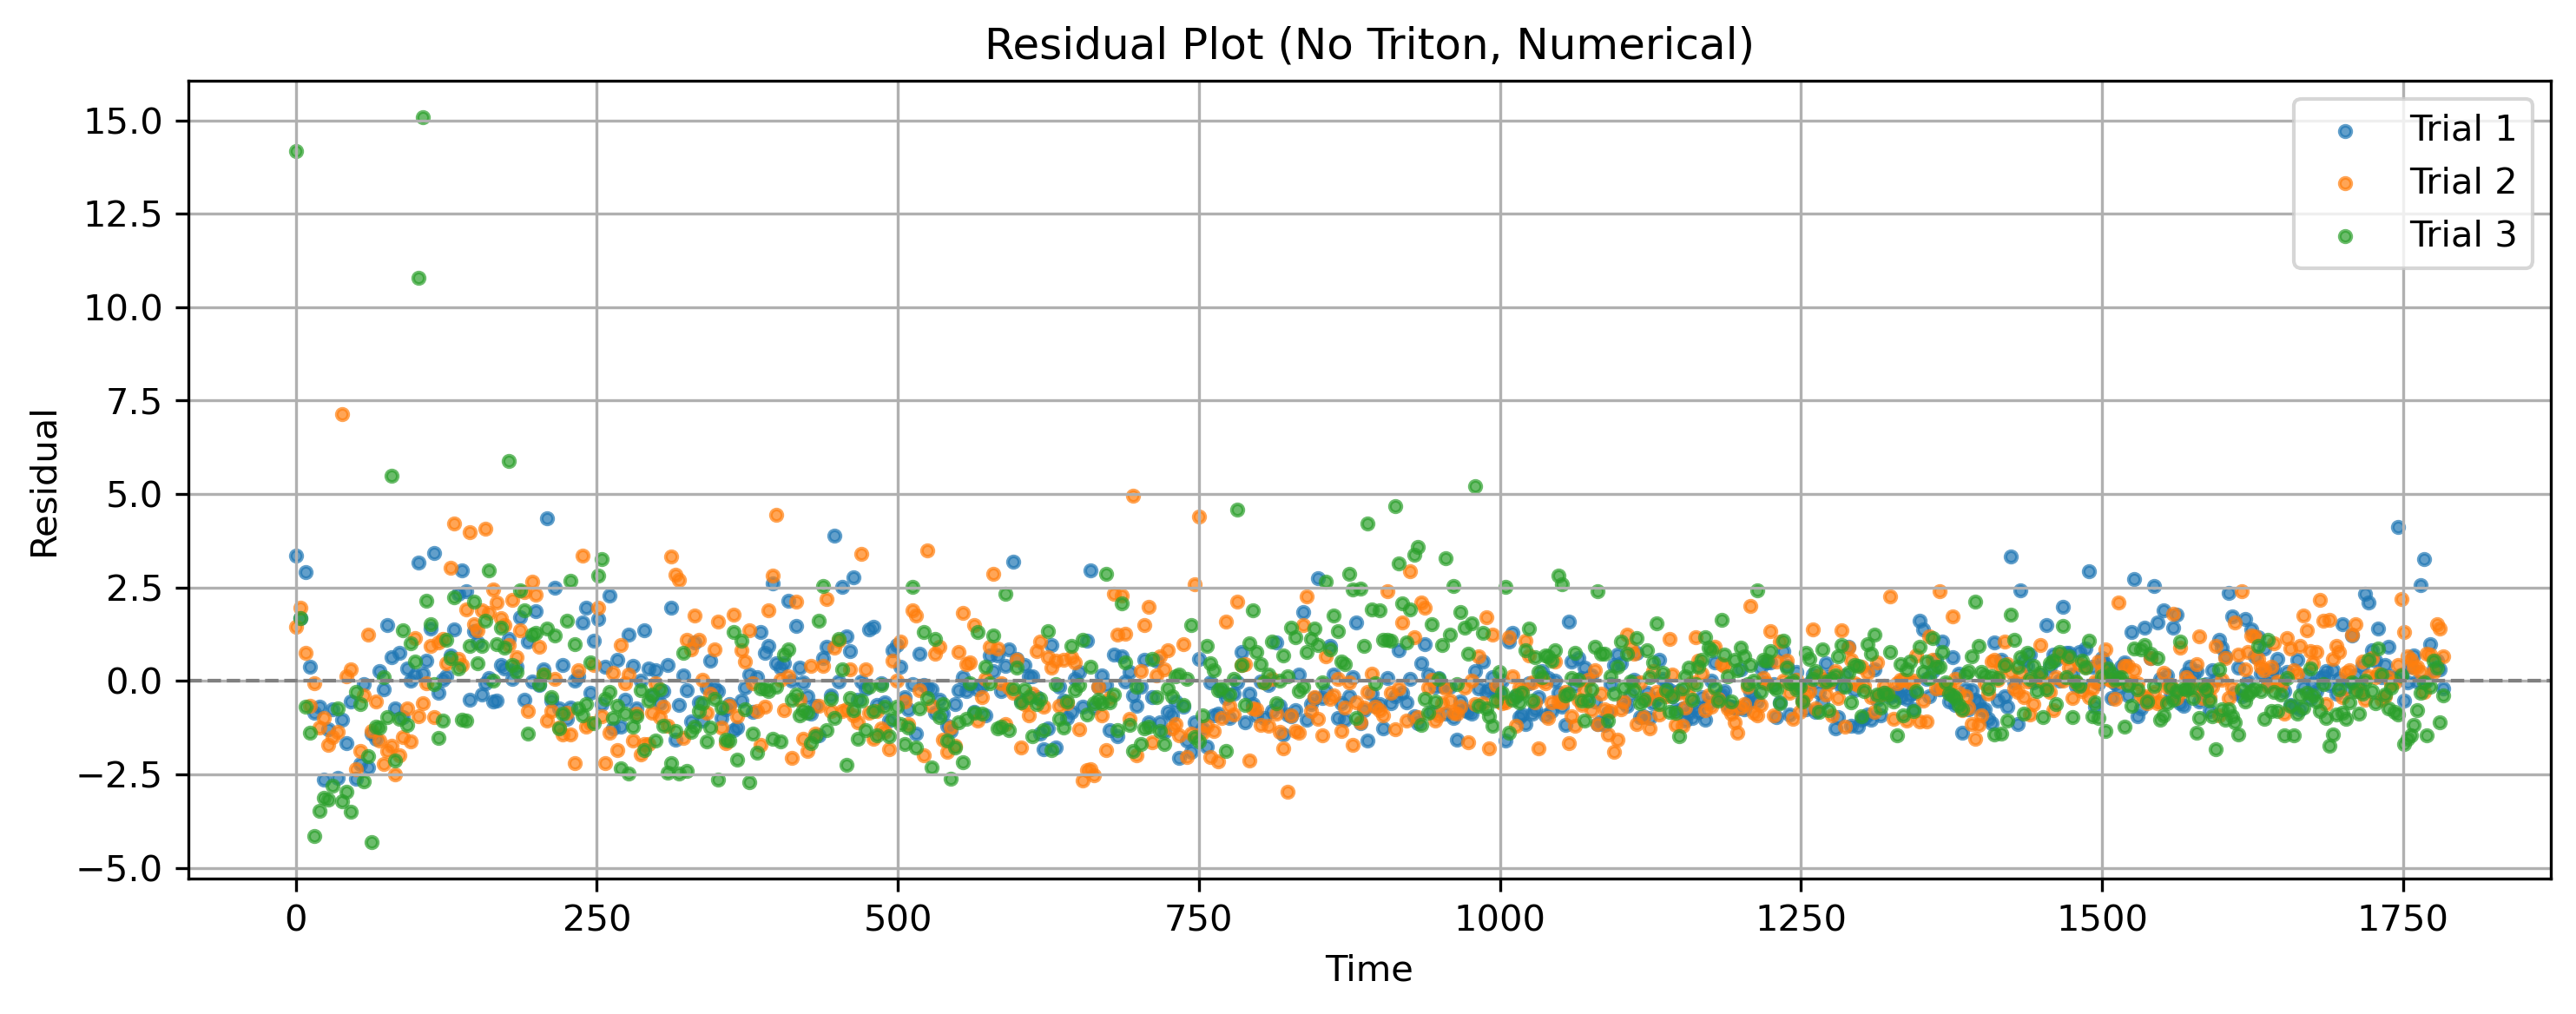 Residual Plot (No Triton, Numerical)
15.0
12.5
10.0
7.5
5.0
2.5
0.0
−2.5
−5.0
Residual
0 250 500 750 1000 1250 1500 1750
Time
Trial 1
Trial 2
Trial 3